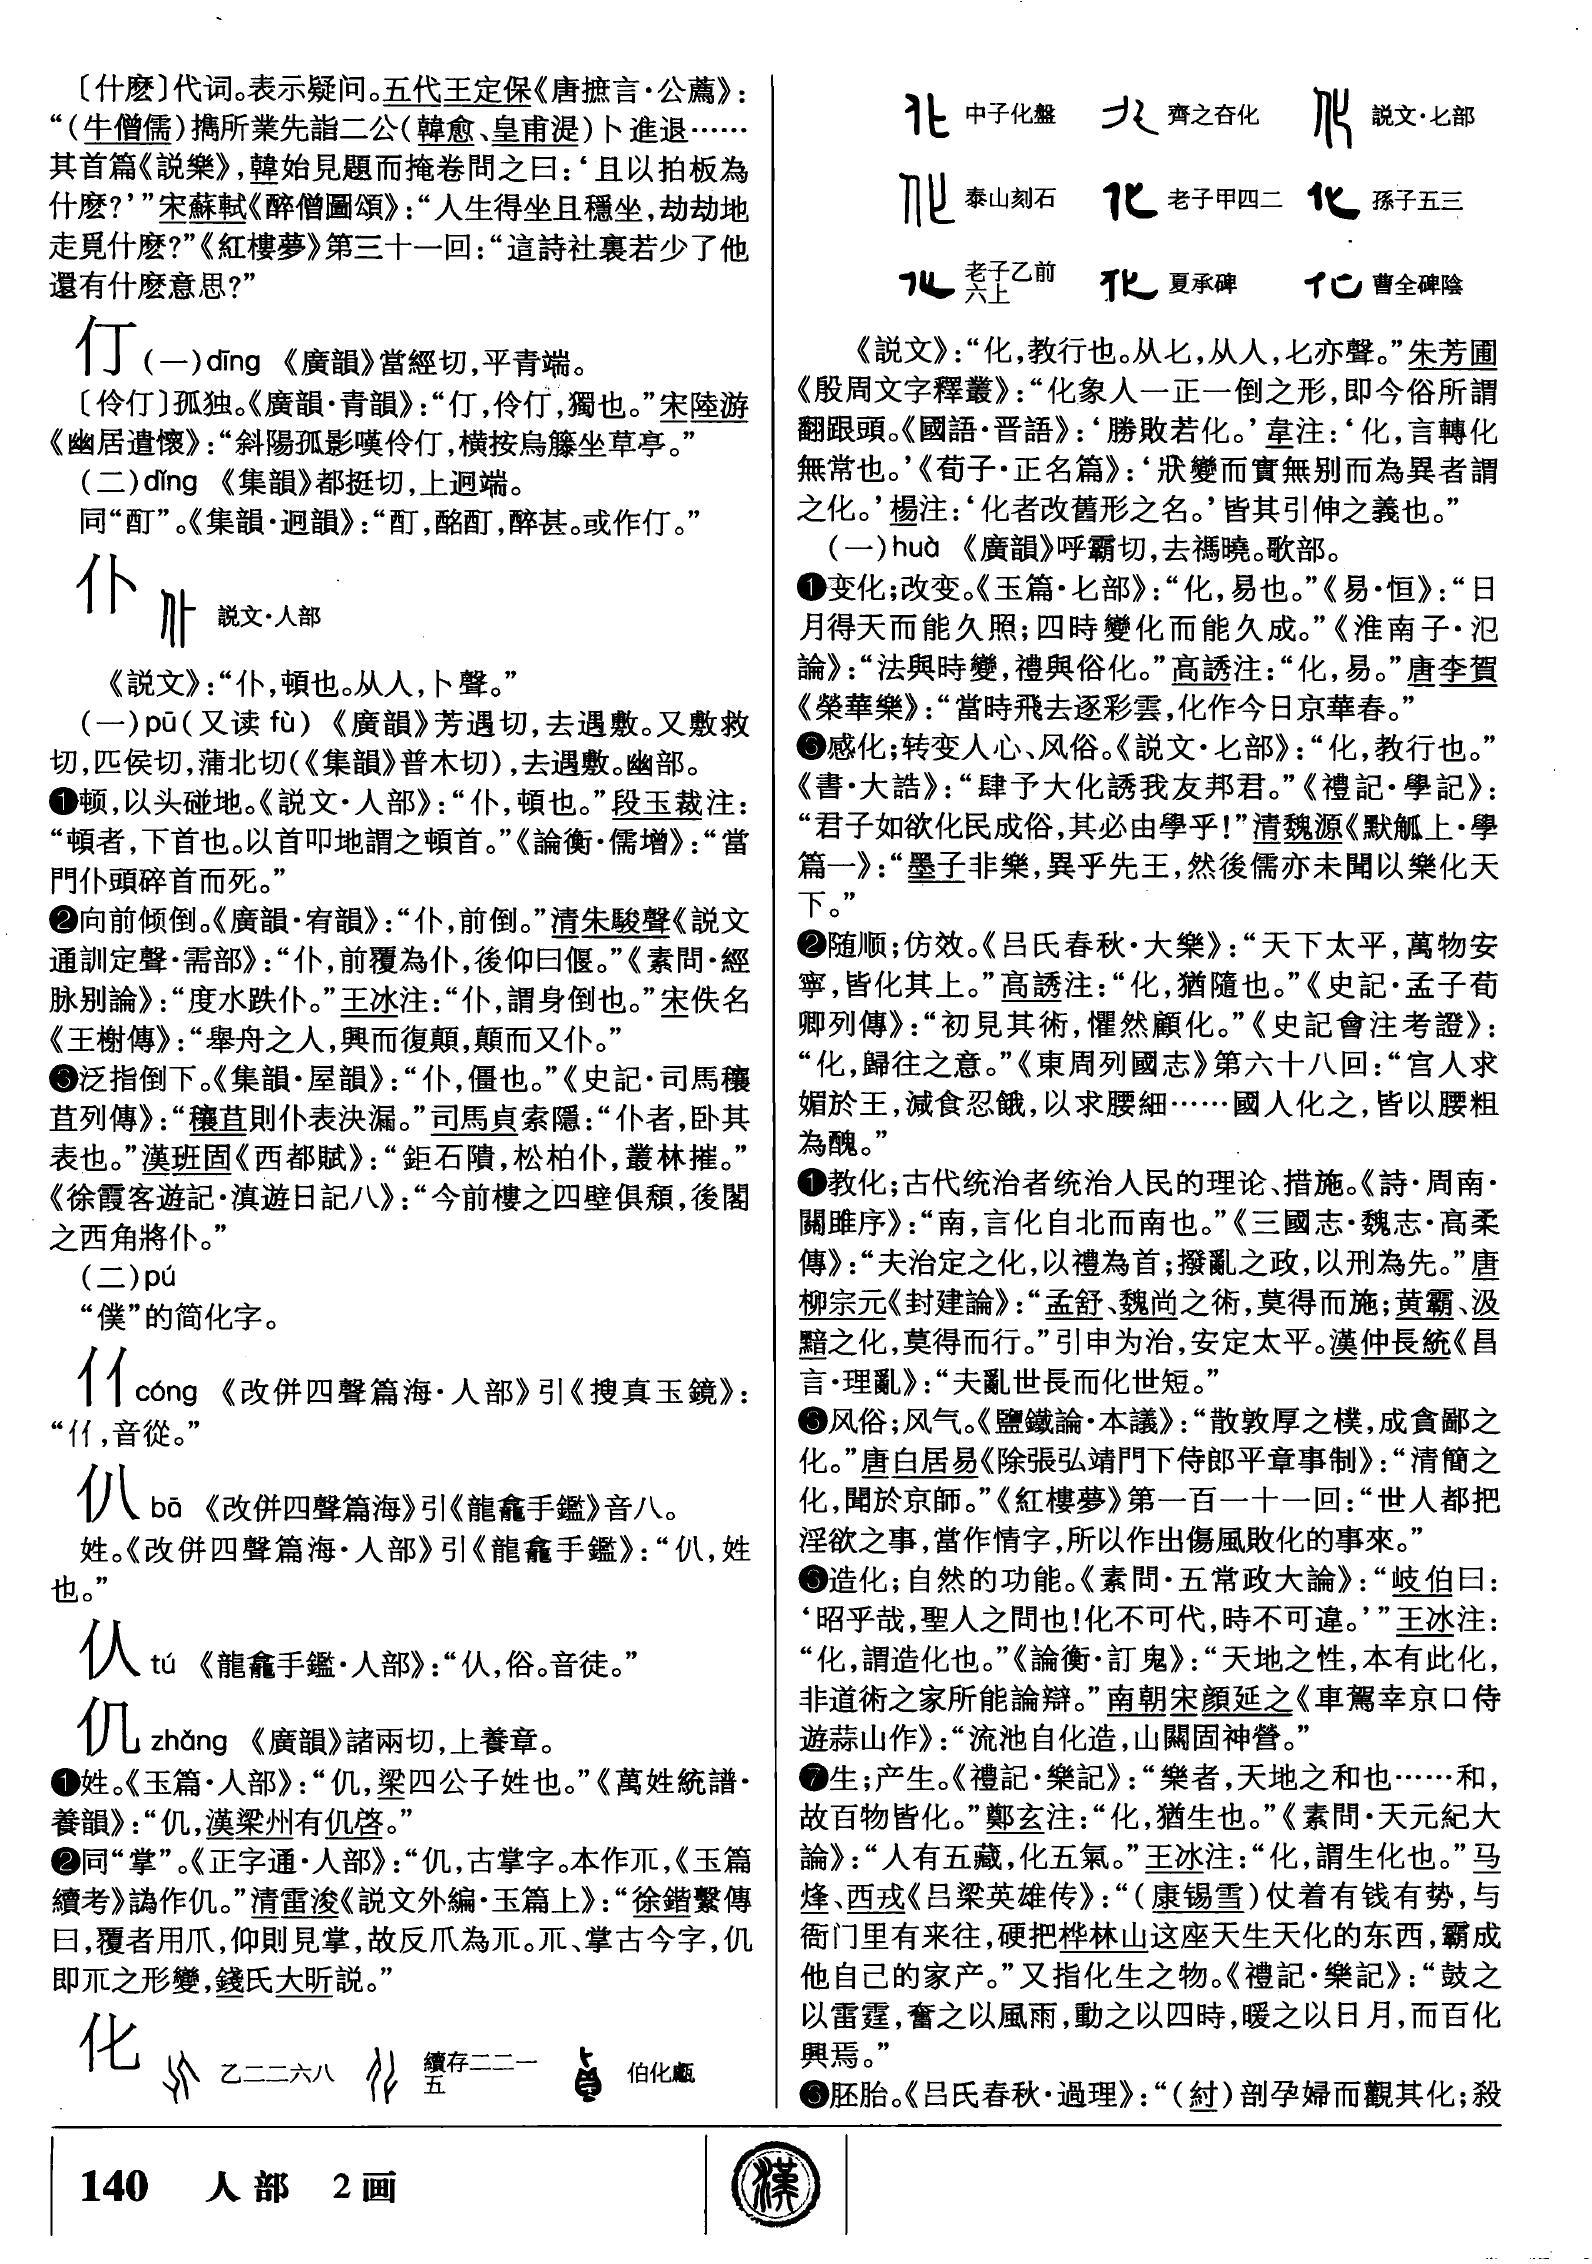 〔什麽〕代词。表示疑问。五代王定保《唐摭言·公薦》：
“(牛僧儒)擕所業先詣二公(韓愈、皇甫湜)卜進退……
其首篇《説樂》，韓始見題而掩卷問之曰：‘且以拍板為
什麽？’”宋蘇軾《醉僧圖頌》：“人生得坐且穩坐，劫劫地
走覓什麽？”《紅樓夢》第三十一回：“這詩社裏若少了他
還有什麽意思？”
仃(一)dīng 《廣韻》當經切，平青端。
〔伶仃〕孤独。《廣韻·青韻》：“仃，伶仃，獨也。”宋陸游
《幽居遣懷》：“斜陽孤影嘆伶仃，橫按烏籐坐草亭。”
(二)dǐng 《集韻》都挺切，上迥端。
同“酊”。《集韻·迥韻》：“酊，酩酊，醉甚。或作仃。”
仆 説文·人部
《説文》：“仆，頓也。从人，卜聲。”
(一)pū(又读 fù) 《廣韻》芳遇切，去遇敷。又敷救
切，匹侯切，蒲北切(《集韻》普木切)，去遇敷。幽部。
❶顿，以头碰地。《説文·人部》：“仆，頓也。”段玉裁注：
“頓者，下首也。以首叩地謂之頓首。”《論衡·儒增》：“當
門仆頭碎首而死。”
❷向前倾倒。《廣韻·宥韻》：“仆，前倒。”清朱駿聲《説文
通訓定聲·需部》：“仆，前覆為仆，後仰曰偃。”《素問·經
脉别論》：“度水跌仆。”王冰注：“仆，謂身倒也。”宋佚名
《王榭傳》：“舉舟之人，興而復顛，顛而又仆。”
❸泛指倒下。《集韻·屋韻》：“仆，僵也。”《史記·司馬穰
苴列傳》：“穰苴則仆表決漏。”司馬貞索隱：“仆者，卧其
表也。”漢班固《西都賦》：“鉅石隤，松柏仆，叢林摧。”
《徐霞客遊記·滇遊日記八》：“今前樓之四壁俱頹，後閣
之西角將仆。”
(二)pú
“僕”的简化字。
㐺cóng 《改併四聲篇海·人部》引《搜真玉鏡》：
“㐺，音從。”
仈 bā 《改併四聲篇海》引《龍龕手鑑》音八。
姓。《改併四聲篇海·人部》引《龍龕手鑑》：“仈，姓
也。”
㐱 tú 《龍龕手鑑·人部》：“仏，俗。音徒。”
仉 zhǎng 《廣韻》諸兩切，上養章。
❶姓。《玉篇·人部》：“仉，梁四公子姓也。”《萬姓統譜·
養韻》：“仉，漢梁州有仉啓。”
❷同“掌”。《正字通·人部》：“仉，古掌字。本作爪，《玉篇
續考》譌作仉。”清雷浚《説文外編·玉篇上》：“徐鍇繫傳
曰，覆者用爪，仰則見掌，故反爪為𠃨。𠃨、掌古今字，仉
即𠃨之形變，錢氏大昕説。”
化 乙二二六八 續存二二一五 伯化甗
中子化盤 齊之夻化 説文·匕部
泰山刻石 老子甲四二 孫子五三
老子乙前六上 夏承碑 曹全碑陰
《説文》：“化，教行也。从匕，从人，匕亦聲。”朱芳圃
《殷周文字釋叢》：“化象人一正一倒之形，即今俗所謂
翻跟頭。《國語·晋語》：‘勝敗若化。’韋注：‘化，言轉化
無常也。’《荀子·正名篇》：‘狀變而實無别而為異者謂
之化。’楊注：‘化者改舊形之名。’皆其引伸之義也。”
(一)huà 《廣韻》呼霸切，去禡曉。歌部。
❶变化；改变。《玉篇·匕部》：“化，易也。”《易·恒》：“日
月得天而能久照；四時變化而能久成。”《淮南子·氾
論》：“法與時變，禮與俗化。”高誘注：“化，易。”唐李賀
《榮華樂》：“當時飛去逐彩雲，化作今日京華春。”
❸感化；转变人心、风俗。《説文·匕部》：“化，教行也。”
《書·大誥》：“肆予大化誘我友邦君。”《禮記·學記》：
“君子如欲化民成俗，其必由學乎！”清魏源《默觚上·學
篇一》：“墨子非樂，異乎先王，然後儒亦未聞以樂化天
下。”
❷随顺；仿效。《吕氏春秋·大樂》：“天下太平，萬物安
寧，皆化其上。”高誘注：“化，猶隨也。”《史記·孟子荀
卿列傳》：“初見其術，懼然顧化。”《史記會注考證》：
“化，歸往之意。”《東周列國志》第六十八回：“宫人求
媚於王，減食忍餓，以求腰細……國人化之，皆以腰粗
為醜。”
❶教化；古代统治者统治人民的理论、措施。《詩·周南·
關雎序》：“南，言化自北而南也。”《三國志·魏志·高柔
傳》：“夫治定之化，以禮為首；撥亂之政，以刑為先。”唐
柳宗元《封建論》：“孟舒、魏尚之術，莫得而施；黄霸、汲
黯之化，莫得而行。”引申为治，安定太平。漢仲長統《昌
言·理亂》：“夫亂世長而化世短。”
❸风俗；风气。《鹽鐵論·本議》：“散敦厚之樸，成貪鄙之
化。”唐白居易《除張弘靖門下侍郎平章事制》：“清簡之
化，聞於京師。”《紅樓夢》第一百一十一回：“世人都把
淫欲之事，當作情字，所以作出傷風敗化的事來。”
❻造化；自然的功能。《素問·五常政大論》：“岐伯曰：
‘昭乎哉，聖人之問也！化不可代，時不可違。’”王冰注：
“化，謂造化也。”《論衡·訂鬼》：“天地之性，本有此化，
非道術之家所能論辯。”南朝宋顔延之《車駕幸京口侍
遊蒜山作》：“流池自化造，山關固神營。”
❼生；产生。《禮記·樂記》：“樂者，天地之和也……和，
故百物皆化。”鄭玄注：“化，猶生也。”《素問·天元紀大
論》：“人有五藏，化五氣。”王冰注：“化，謂生化也。”马
烽、西戎《吕梁英雄传》：“(康锡雪)仗着有钱有势，与
衙门里有来往，硬把桦林山这座天生天化的东西，霸成
他自己的家产。”又指化生之物。《禮記·樂記》：“鼓之
以雷霆，奮之以風雨，動之以四時，暖之以日月，而百化
興焉。”
❸胚胎。《吕氏春秋·過理》：“(紂)剖孕婦而觀其化；殺
140 人部 2画
漢